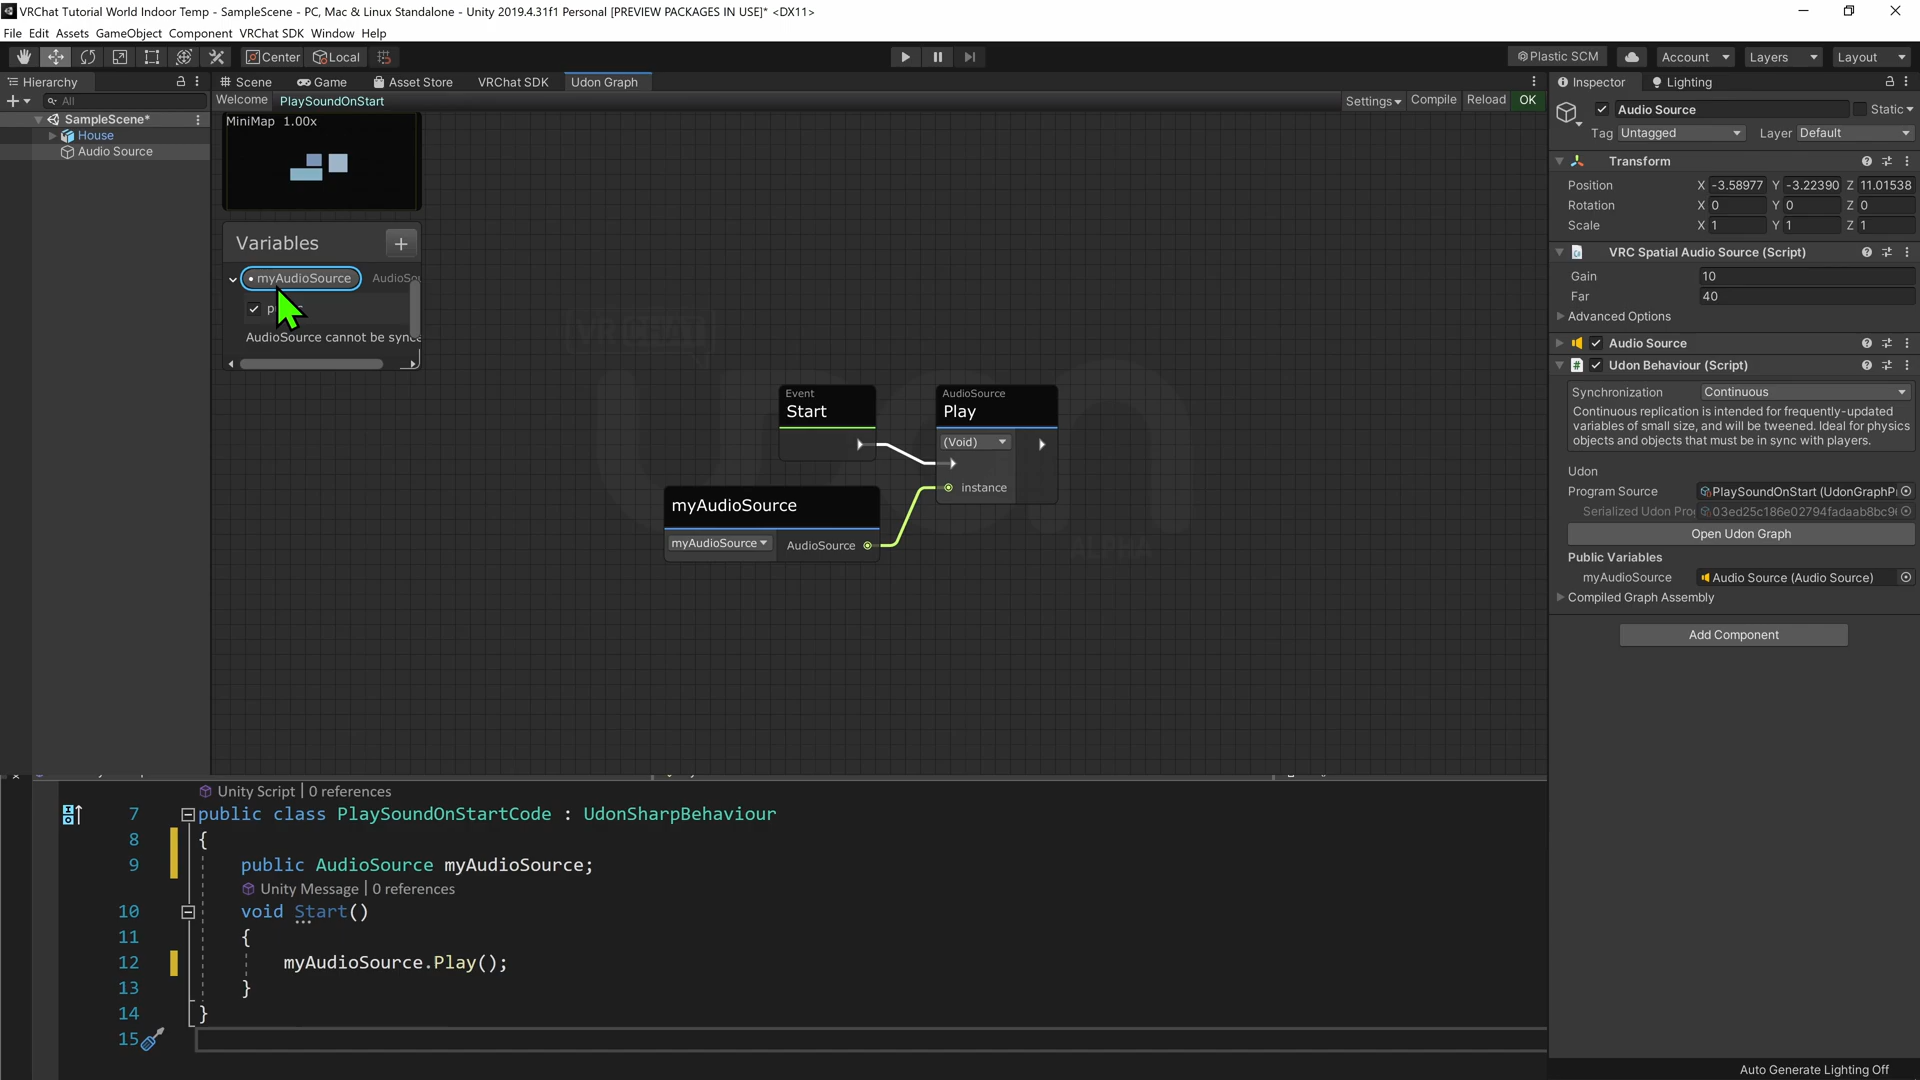 VRChat Tutorial World Indoor Temp - SampleScene - PC, Mac & Linux Standalone - Unity 2019.4.31f1 Personal [PREVIEW PACKAGES IN USE]* <DX11>
File Edit Assets GameObject Component VRChat SDK Window Help
Center Local Plastic SCM Account Layers Layout
Hierarchy Scene Game Asset Store VRChat SDK Udon Graph Inspector Lighting
All Welcome PlaySoundOnStart Settings Compile Reload OK
SampleScene*
House
Audio Source
MiniMap 1.00x
Variables +
myAudioSource AudioSou
AudioSource cannot be synce
Event
Start
AudioSource
Play
(Void)
instance
myAudioSource
myAudioSource AudioSource
Audio Source Static
Tag Untagged Layer Default
Transform
Position X -3.58977 Y -3.22390 Z 11.01538
Rotation X 0 Y 0 Z 0
Scale X 1 Y 1 Z 1
VRC Spatial Audio Source (Script)
Gain 10
Far 40
Advanced Options
Audio Source
Udon Behaviour (Script)
Synchronization Continuous
Continuous replication is intended for frequently-updated
variables of small size, and will be tweened. Ideal for physics
objects and objects that must be in sync with players.
Udon
Program Source PlaySoundOnStart (UdonGraphPr
Serialized Udon Pro 03ed25c186e02794fadaab8bc9
Open Udon Graph
Public Variables
myAudioSource Audio Source (Audio Source)
Compiled Graph Assembly
Add Component
Unity Script | 0 references
7 public class PlaySoundOnStartCode : UdonSharpBehaviour
8 {
9 public AudioSource myAudioSource;
Unity Message | 0 references
10 void Start()
11 {
12 myAudioSource.Play();
13 }
14 }
15
Auto Generate Lighting Off